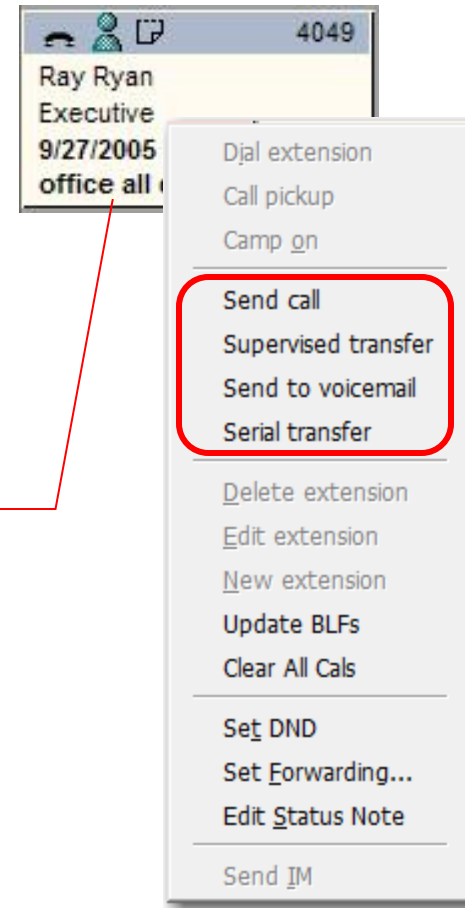 4049
Ray Ryan
Executive
9/27/2005
office all
Dial extension
Call pickup
Camp on
Send call
Supervised transfer
Send to voicemail
Serial transfer
Delete extension
Edit extension
New extension
Update BLFs
Clear All Cals
Set DND
Set Forwarding...
Edit Status Note
Send IM